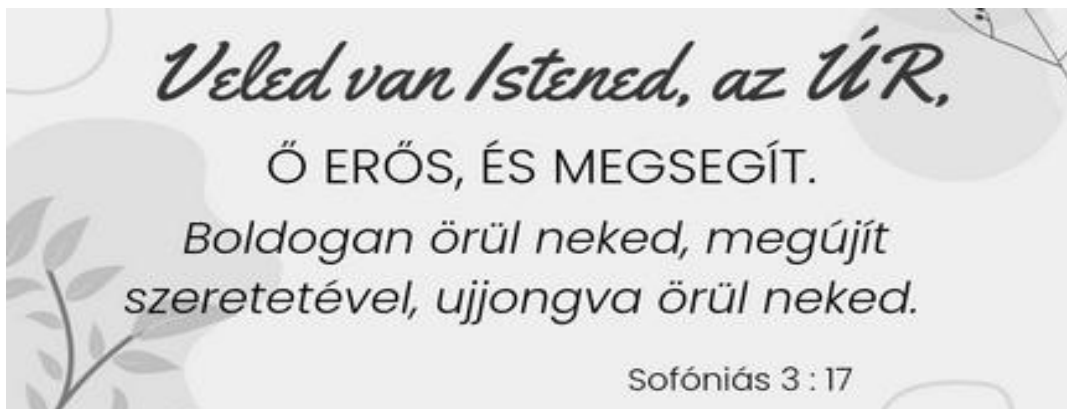 Veled van Istened, az ÚR,
Ő ERŐS, ÉS MEGSEGÍT.
Boldogan örül neked, megújít
szeretetével, ujjongva örül neked.
Sofóniás 3 : 17